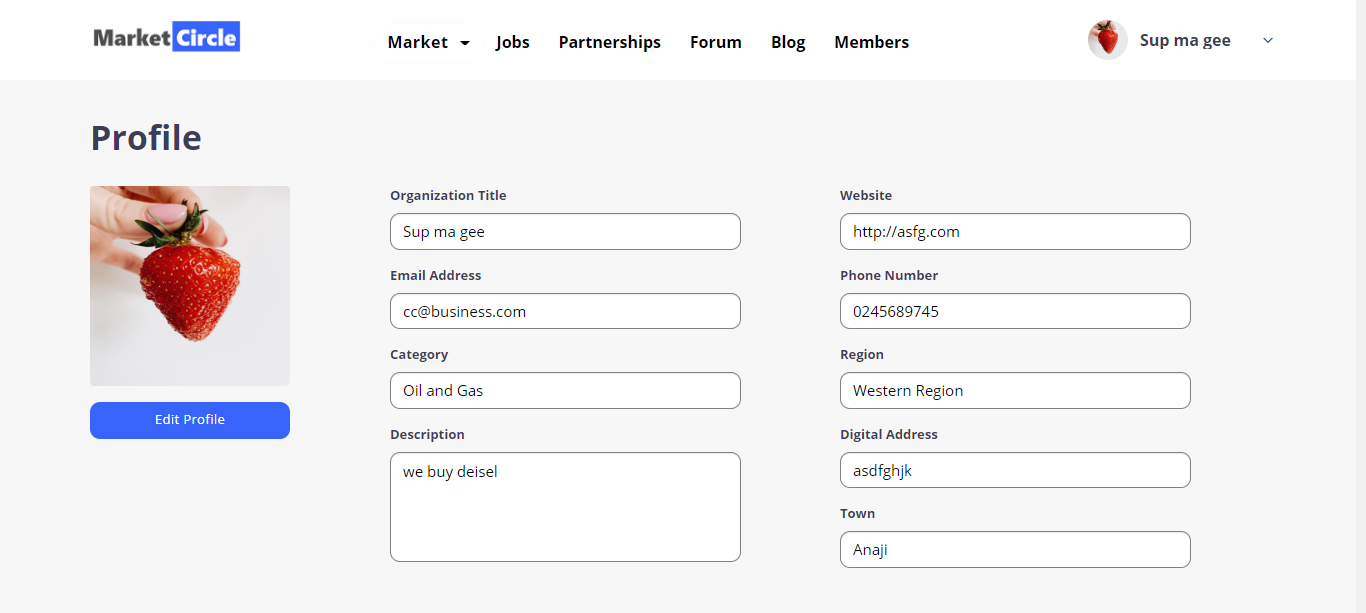 MarketCircle
Market Jobs Partnerships Forum Blog Members
Sup ma gee
Profile
Edit Profile
Organization Title
Sup ma gee
Email Address
cc@business.com
Category
Oil and Gas
Description
we buy deisel
Website
http://asfg.com
Phone Number
0245689745
Region
Western Region
Digital Address
asdfghjk
Town
Anaji